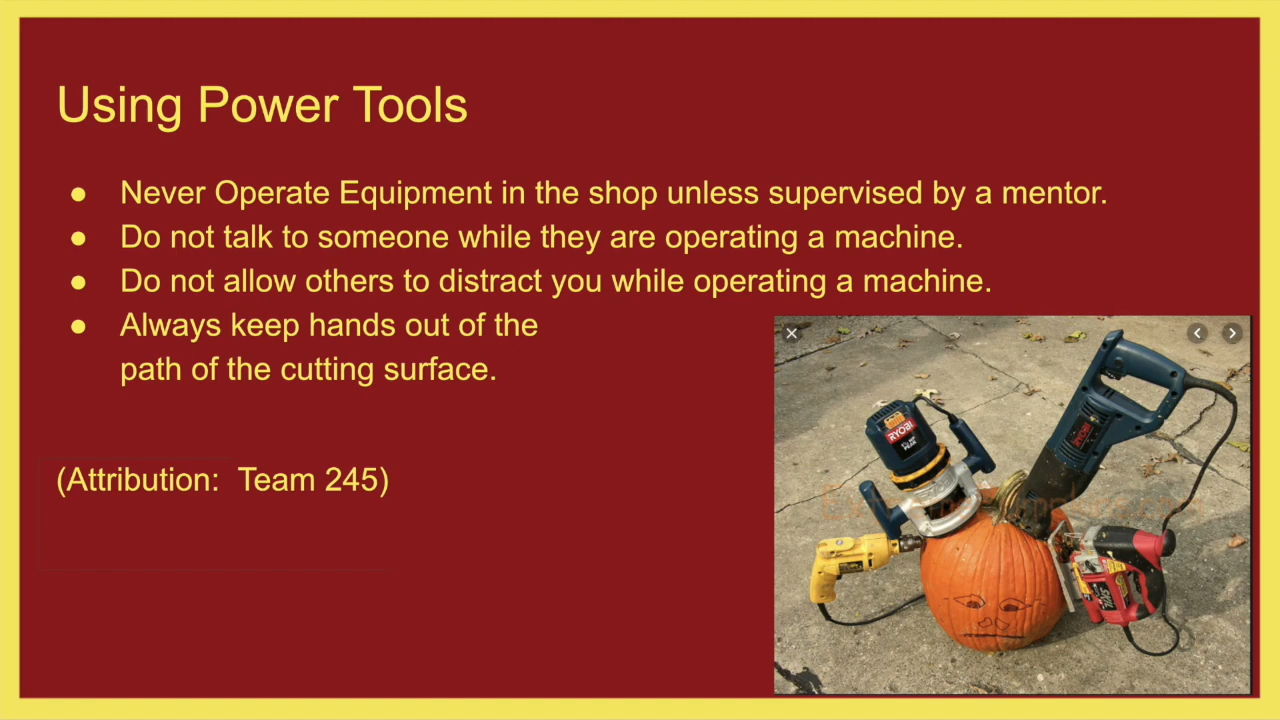 Using Power Tools
● Never Operate Equipment in the shop unless supervised by a mentor.
● Do not talk to someone while they are operating a machine.
● Do not allow others to distract you while operating a machine.
● Always keep hands out of the
path of the cutting surface.
(Attribution: Team 245)
RYOBI
RYOBI
SKIL